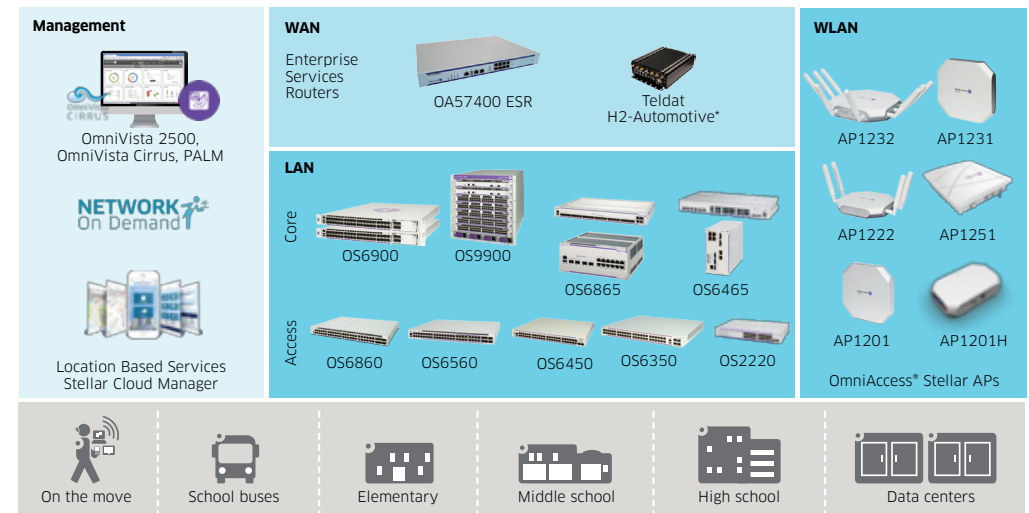 Management
OmniVista
CIRRUS
OmniVista 2500,
OmniVista Cirrus, PALM
NETWORK
On Demand
Location Based Services
Stellar Cloud Manager
WAN
Enterprise
Services
Routers
OA57400 ESR
Teldat
H2-Automotive*
LAN
Core
OS6900
OS9900
OS6865
OS6465
Access
OS6860
OS6560
OS6450
OS6350
OS2220
WLAN
AP1232
AP1231
AP1222
AP1251
AP1201
AP1201H
OmniAccess® Stellar APs
On the move
School buses
Elementary
Middle school
High school
Data centers